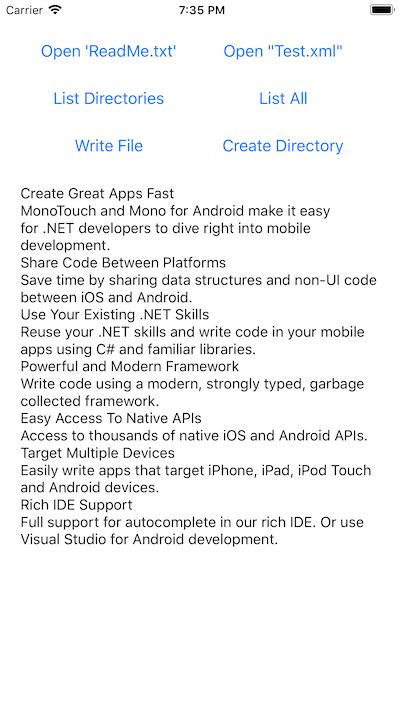 Carrier 7:35 PM
Open 'ReadMe.txt' Open "Test.xml"
List Directories List All
Write File Create Directory
Create Great Apps Fast
MonoTouch and Mono for Android make it easy
for .NET developers to dive right into mobile
development.
Share Code Between Platforms
Save time by sharing data structures and non-UI code
between iOS and Android.
Use Your Existing .NET Skills
Reuse your .NET skills and write code in your mobile
apps using C# and familiar libraries.
Powerful and Modern Framework
Write code using a modern, strongly typed, garbage
collected framework.
Easy Access To Native APIs
Access to thousands of native iOS and Android APIs.
Target Multiple Devices
Easily write apps that target iPhone, iPad, iPod Touch
and Android devices.
Rich IDE Support
Full support for autocomplete in our rich IDE. Or use
Visual Studio for Android development.